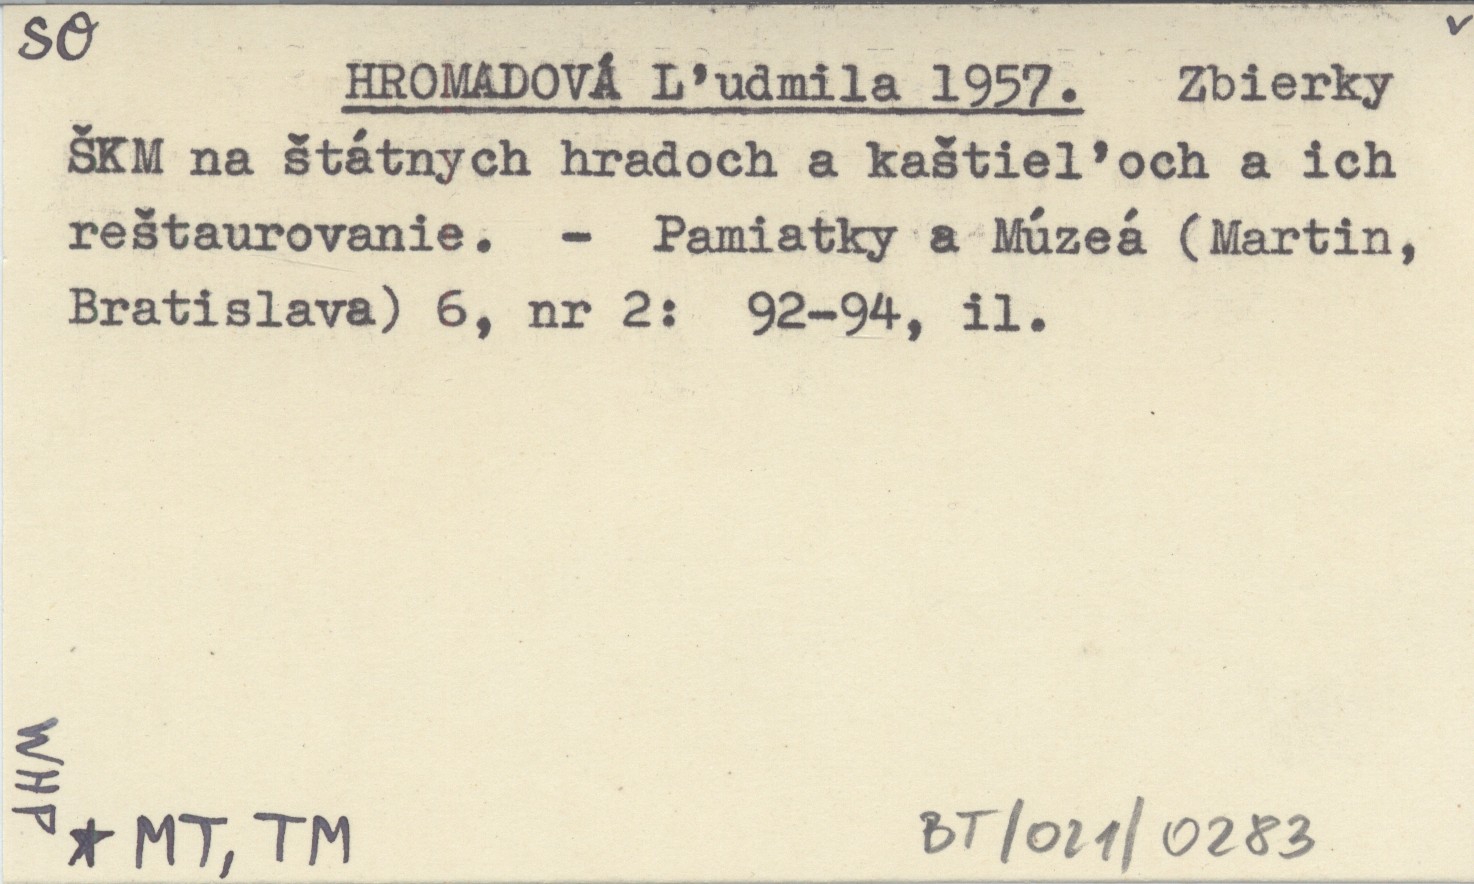 SO
v
HROMADOVÁ L'udmila 1957. Zbierky
ŠKM na štátnych hradoch a kaštiel'och a ich
reštaurovanie. - Pamiatky a Múzeá (Martin,
Bratislava) 6, nr 2: 92-94, il.
WHP
* MT, TM
BT/021/0283